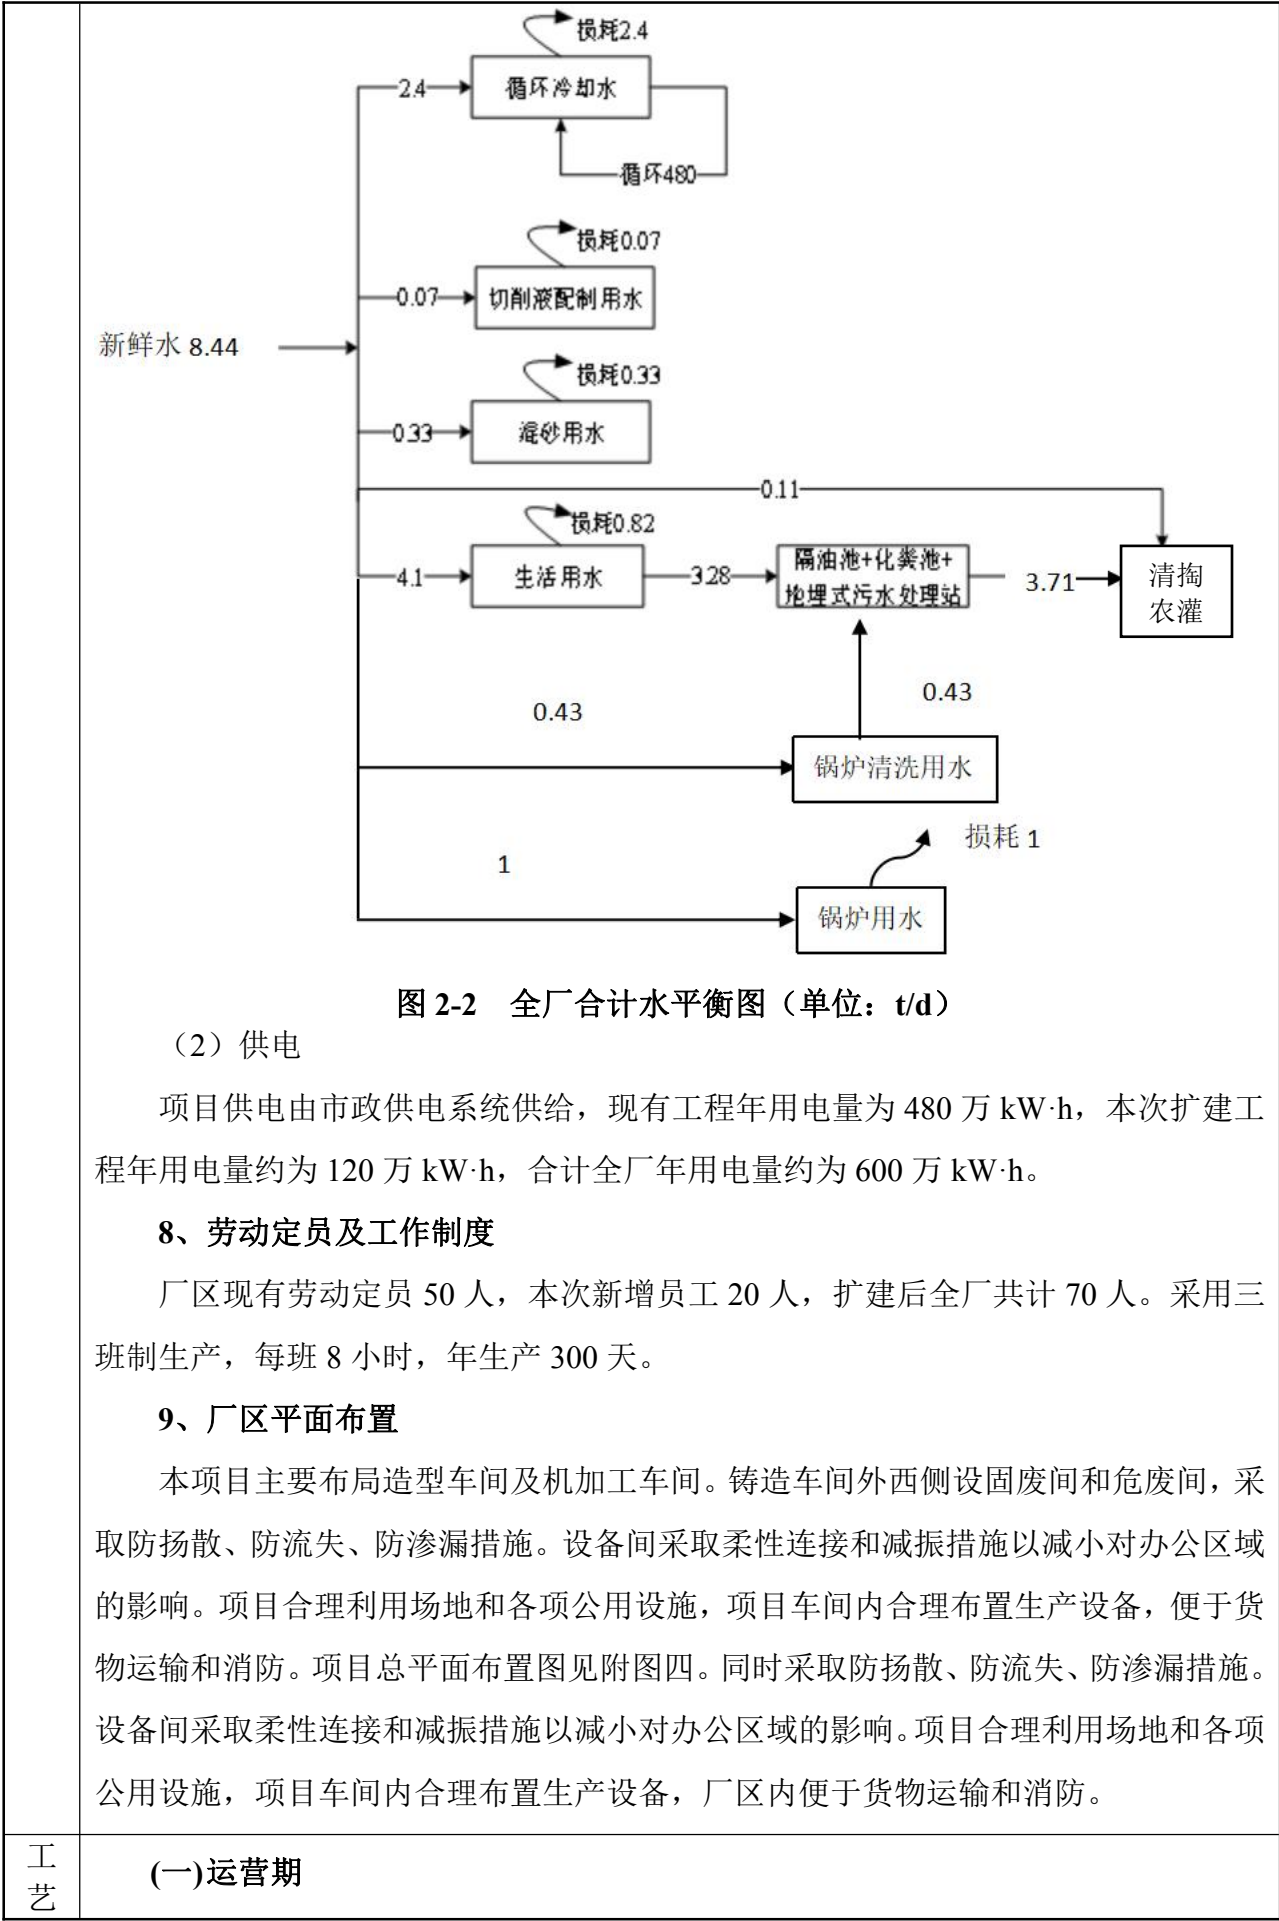 损耗2.4
2.4
循环冷却水
循环480
损耗0.07
0.07
切削液配制用水
新鲜水 8.44
损耗0.33
0.33
混砂用水
0.11
损耗0.82
4.1
生活用水
3.28
隔油池+化粪池+
地埋式污水处理站
3.71
清掏
农灌
0.43
0.43
锅炉清洗用水
损耗 1
1
锅炉用水
图 2-2 全厂合计水平衡图（单位：t/d）
（2）供电
项目供电由市政供电系统供给，现有工程年用电量为 480 万 kW·h，本次扩建工
程年用电量约为 120 万 kW·h，合计全厂年用电量约为 600 万 kW·h。
8、劳动定员及工作制度
厂区现有劳动定员 50 人，本次新增员工 20 人，扩建后全厂共计 70 人。采用三
班制生产，每班 8 小时，年生产 300 天。
9、厂区平面布置
本项目主要布局造型车间及机加工车间。铸造车间外西侧设固废间和危废间，采
取防扬散、防流失、防渗漏措施。设备间采取柔性连接和减振措施以减小对办公区域
的影响。项目合理利用场地和各项公用设施，项目车间内合理布置生产设备，便于货
物运输和消防。项目总平面布置图见附图四。同时采取防扬散、防流失、防渗漏措施。
设备间采取柔性连接和减振措施以减小对办公区域的影响。项目合理利用场地和各项
公用设施，项目车间内合理布置生产设备，厂区内便于货物运输和消防。
工
艺
(一)运营期